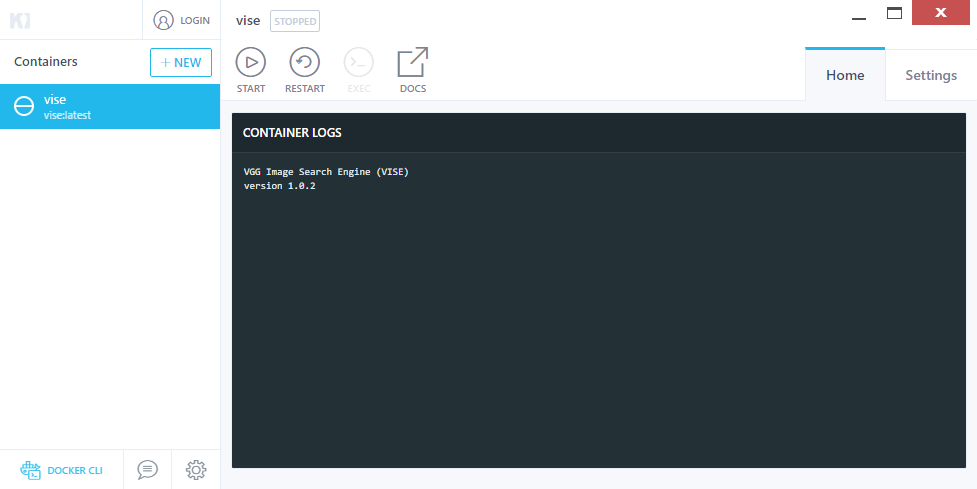 LOGIN
vise STOPPED
Containers
+ NEW
START
RESTART
EXEC
DOCS
Home
Settings
vise
vise:latest
CONTAINER LOGS
VGG Image Search Engine (VISE)
version 1.0.2
DOCKER CLI